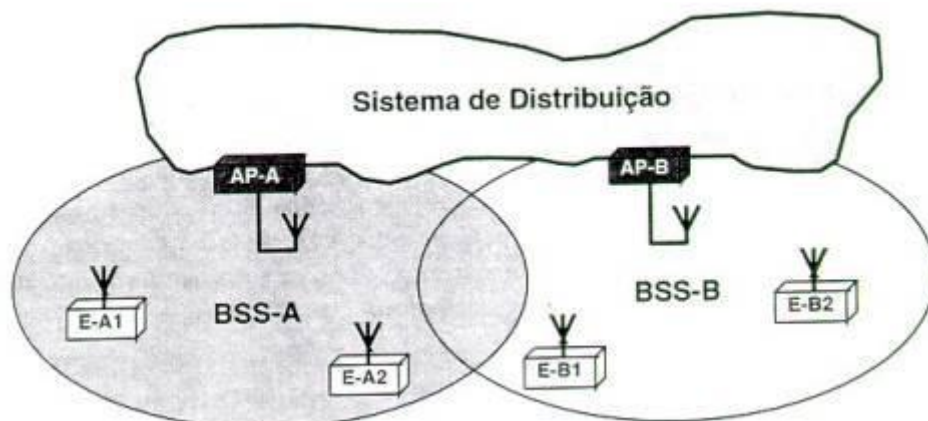 Sistema de Distribuição
AP-A
AP-B
BSS-A
BSS-B
E-A1
E-A2
E-B1
E-B2